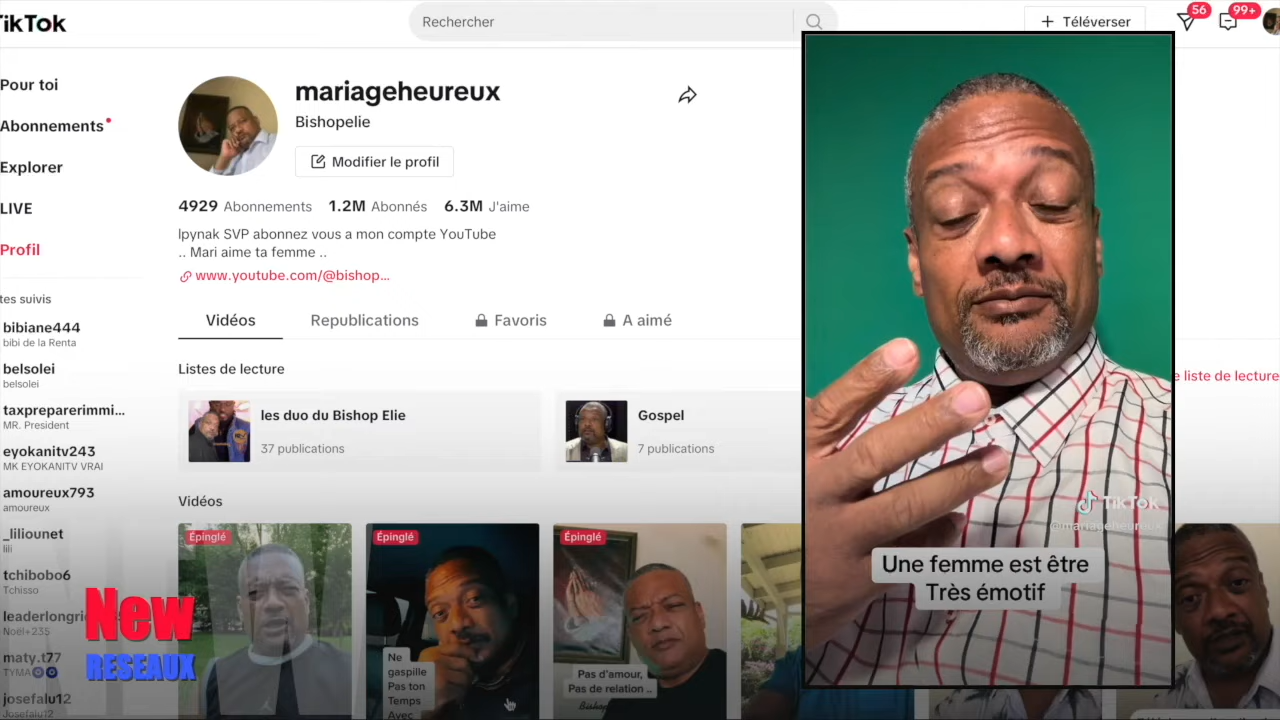 TikTok
Rechercher
Téléverser
56
99+
Pour toi
Abonnements
Explorer
LIVE
Profil
tes suivis
bibiane444
bibi de la Renta
belsolei
belsolei
taxpreparerimmi...
MR. President
eyokanitv243
MK EYOKANITV VRAI
amoureux793
amoureux
_liliounet
lili
tchibobo6
Tchisso
leaderlongri
Noël+235
maty.t77
TYMA
josefalu12
Josefalu12
New
RESEAUX
mariageheureux
Bishopelie
Modifier le profil
4929 Abonnements 1.2M Abonnés 6.3M J'aime
Ipynak SVP abonnez vous a mon compte YouTube
.. Mari aime ta femme ..
www.youtube.com/@bishop...
Vidéos Republications Favoris A aimé
Listes de lecture
e liste de lecture
les duo du Bishop Elie
37 publications
Gospel
7 publications
Vidéos
Épinglé
Épinglé
Ne
gaspille
Pas ton
Temps
Avec
Épinglé
Pas d'amour,
Pas de relation ..
TikTok
@mariageheureux
Une femme est être
Très émotif